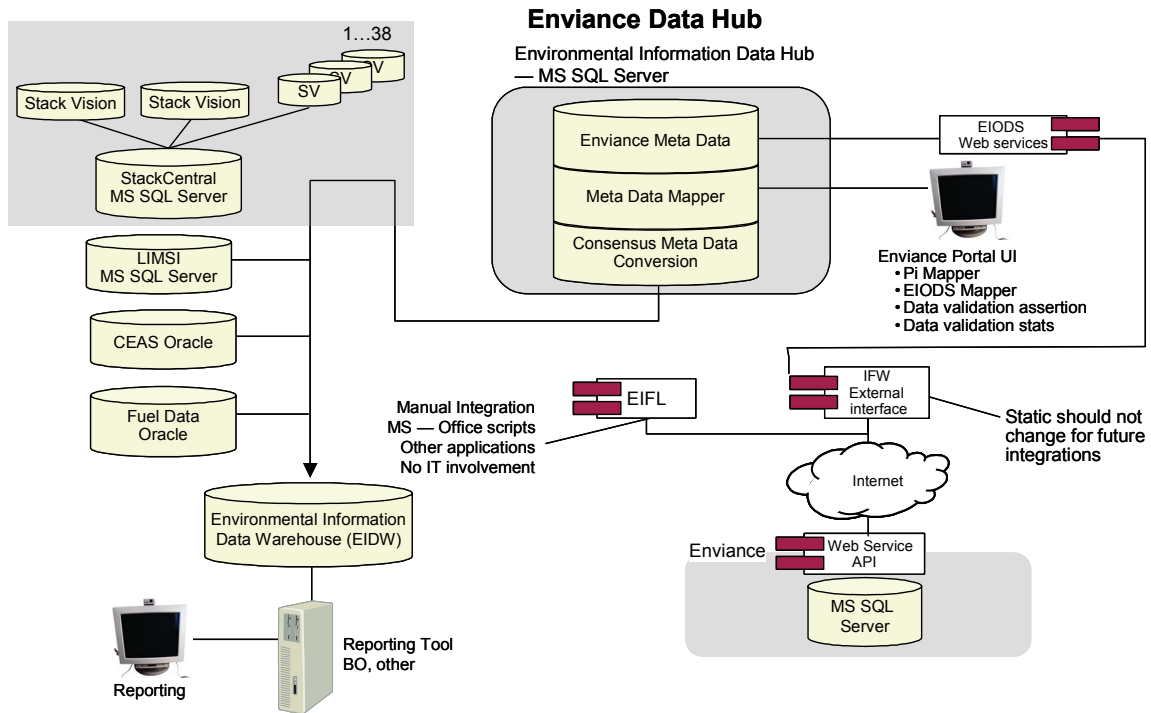 Enviance Data Hub
1…38
SV
SV
SV
Stack Vision
Stack Vision
StackCentral
MS SQL Server
LIMSI
MS SQL Server
CEAS Oracle
Fuel Data
Oracle
Environmental Information
Data Warehouse (EIDW)
Reporting
Reporting Tool
BO, other
Environmental Information Data Hub
— MS SQL Server
Enviance Meta Data
Meta Data Mapper
Consensus Meta Data
Conversion
EIODS
Web services
Enviance Portal UI
• Pi Mapper
• EIODS Mapper
• Data validation assertion
• Data validation stats
Manual Integration
MS — Office scripts
Other applications
No IT involvement
EIFL
IFW
External
interface
Static should not
change for future
integrations
Internet
Enviance
Web Service
API
MS SQL
Server